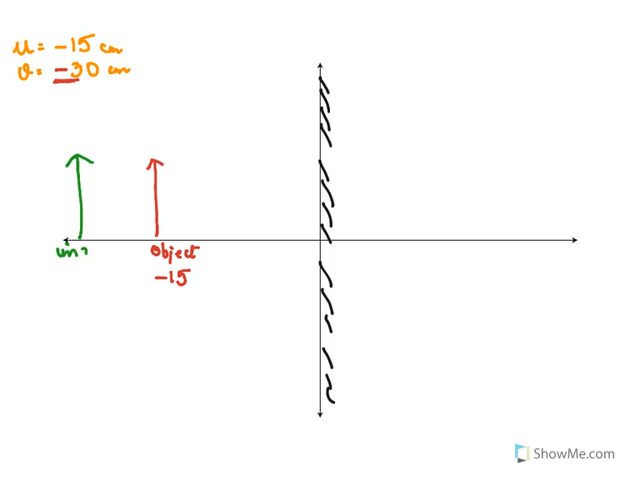 u = -15 cm
v = -30 cm
object
-15
ShowMe.com